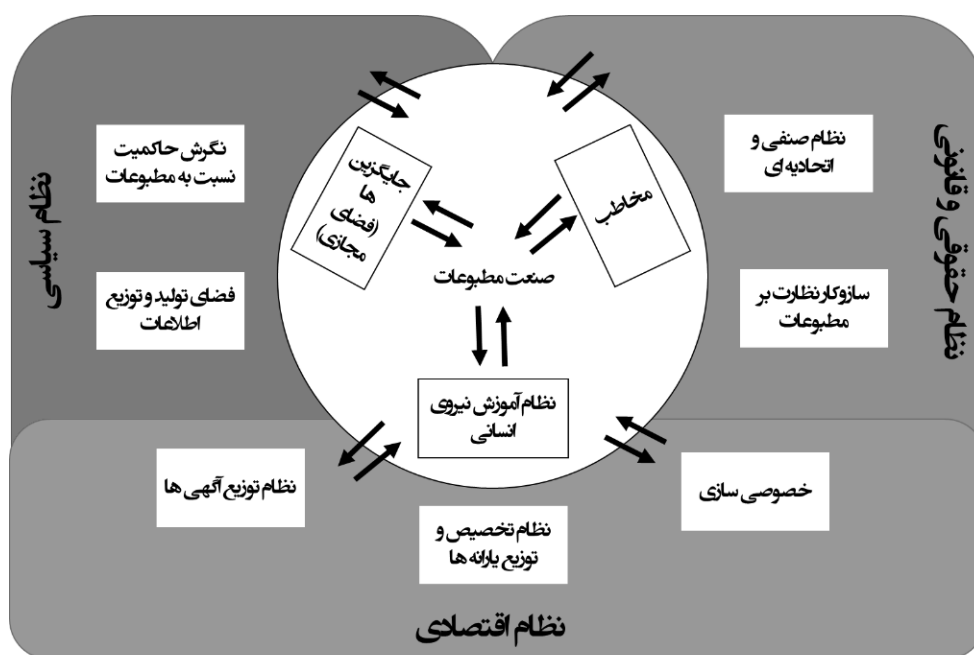 نظام حقوقی و قانونی
نظام صنفی و
اتحادیه ای
سازوکار نظارت بر
مطبوعات
نظام سیاسی
نگرش حاکمیت
نسبت به مطبوعات
فضای تولید و توزیع
اطلاعات
مخاطب
جایگزین
ها
(فضای
مجازی)
صنعت مطبوعات
نظام آموزش نیروی
انسانی
خصوصی سازی
نظام تخصیص و
توزیع یارانه ها
نظام توزیع آگهی ها
نظام اقتصادی